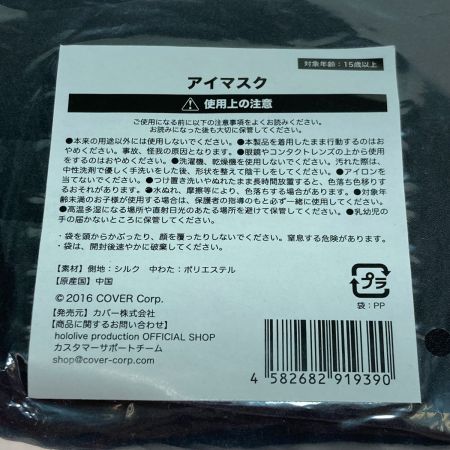 対象年齢：15歳以上
アイマスク
使用上の注意
ご使用になる前に以下の注意事項をよくお読みください。
お読みになった後も大切に保管してください。
●本来の用途以外には使用しないでください。●本製品を着用したまま行動するのはお
やめください。事故、怪我の原因となります。●眼鏡やコンタクトレンズの上から使用
をするのはおやめください。●洗濯機、乾燥機を使用しないでください。汚れた際は、
中性洗剤で優しく手洗いをした後、形状を整えて陰干しをしてください。●アイロンを
当てないでください。●つけ置き洗いやぬれたまま長時間放置すると、色落ち色移りす
るおそれがあります。●水ぬれ、摩擦等により、色落ちする場合があります。●対象年
齢未満のお子様が使用する場合は、保護者の指導のもと必ず一緒に使用してください。
●高温多湿になる場所や直射日光のあたる場所を避けて保管してください。●乳幼児の
手の届かないところに保管してください。
・袋を頭からかぶったり、顔を覆ったりしないでください。窒息する危険があります。
・袋は、開封後速やかに破棄してください。
【素材】側地：シルク　中わた：ポリエステル
【原産国】中国
© 2016 COVER Corp.
【発売元】カバー株式会社
【商品に関するお問い合わせ】
hololive production OFFICIAL SHOP
カスタマーサポートチーム
shop@cover-corp.com
プラ
袋：PP
4 582682 919390